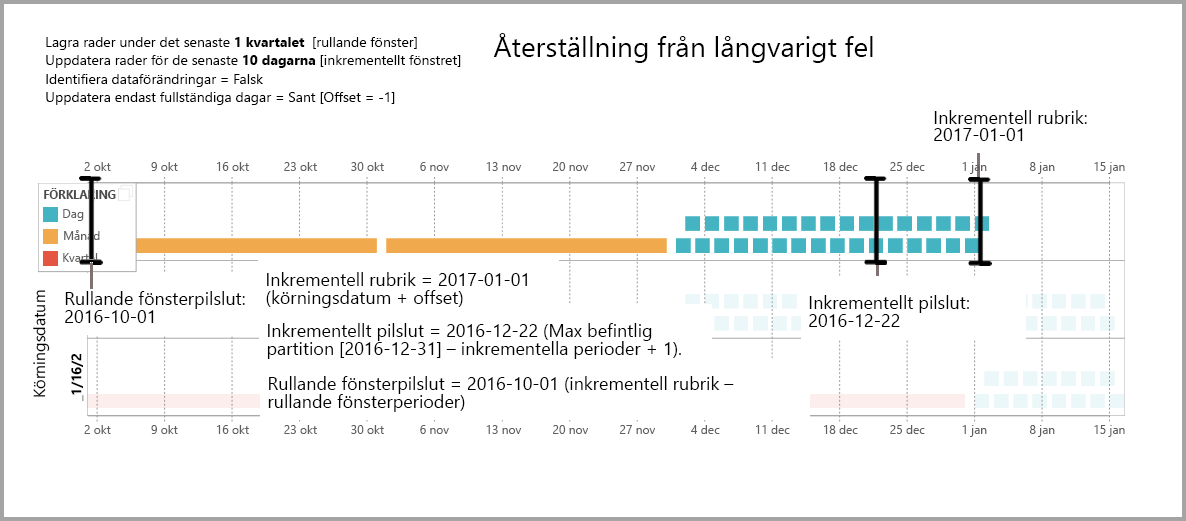 Lagra rader under det senaste 1 kvartalet [rullande fönster]
Uppdatera rader för de senaste 10 dagarna [inkrementellt fönstret]
Identifiera dataförändringar = Falsk
Uppdatera endast fullständiga dagar = Sant [Offset = -1]
Återställning från långvarigt fel
Inkrementell rubrik:
2017-01-01
2 okt 9 okt 16 okt 23 okt 30 okt 6 nov 13 nov 20 nov 27 nov 4 dec 11 dec 18 dec 25 dec 1 jan 8 jan 15 jan
FÖRKLARING
Dag
Månad
Kvartal
Rullande fönsterpilslut:
2016-10-01
Inkrementell rubrik = 2017-01-01
(körningsdatum + offset)
Inkrementellt pilslut = 2016-12-22 (Max befintlig
partition [2016-12-31] – inkrementella perioder + 1).
Rullande fönsterpilslut = 2016-10-01 (inkrementell rubrik –
rullande fönsterperioder)
Inkrementellt pilslut:
2016-12-22
Körningsdatum
1/16/2
2 okt 9 okt 16 okt 23 okt 30 okt 6 nov 13 nov 20 nov 27 nov 4 dec 11 dec 18 dec 25 dec 1 jan 8 jan 15 jan